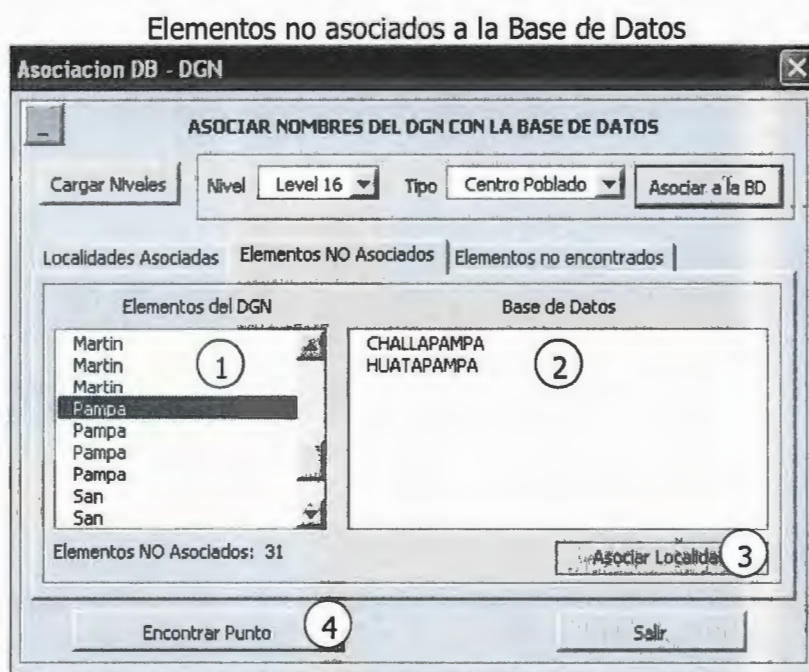 Elementos no asociados a la Base de Datos
Asociacion DB - DGN
ASOCIAR NOMBRES DEL DGN CON LA BASE DE DATOS
Cargar Niveles Nivel Level 16 Tipo Centro Poblado Asociar a la BD
Localidades Asociadas Elementos NO Asociados Elementos no encontrados
Elementos del DGN Base de Datos
Martin CHALLAPAMPA
Martin 1 HUATAPAMPA 2
Martin
Pampa
Pampa
Pampa
Pampa
San
San
Elementos NO Asociados: 31 Asociar Localida 3
Encontrar Punto 4 Salir